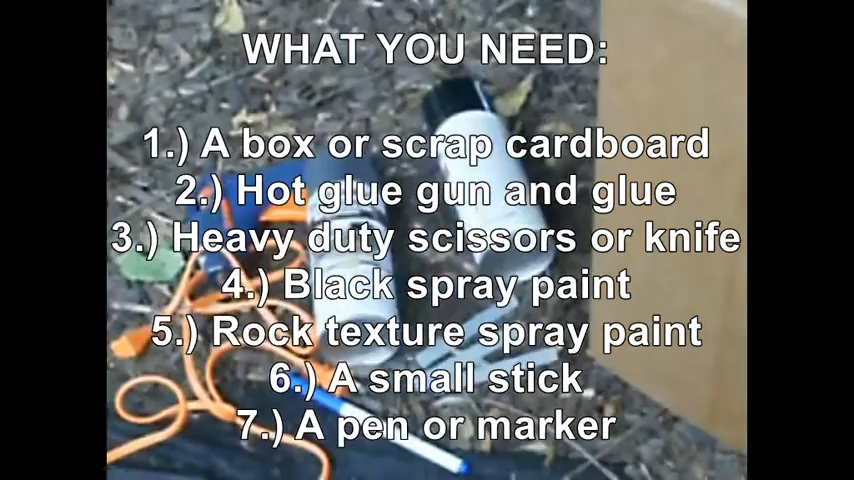 WHAT YOU NEED:
1.) A box or scrap cardboard
2.) Hot glue gun and glue
3.) Heavy duty scissors or knife
4.) Black spray paint
5.) Rock texture spray paint
6.) A small stick
7.) A pen or marker